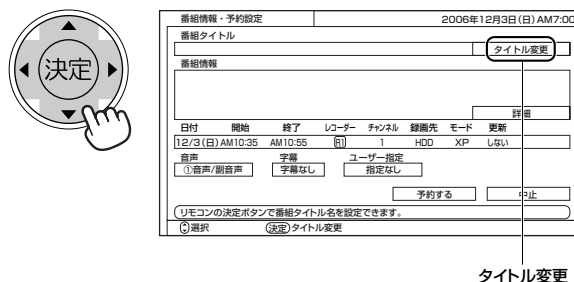 決定
番組情報・予約設定 2006年12月3日(日) AM7:00
番組タイトル
タイトル変更
番組情報
詳細
日付 開始 終了 レコーダー チャンネル 録画先 モード 更新
12/3(日) AM10:35 AM10:55 R1 1 HDD XP しない
音声 字幕 ユーザー指定
①音声/副音声 字幕なし 指定なし
予約する 中止
リモコンの決定ボタンで番組タイトル名を設定できます。
選択 決定 タイトル変更
タイトル変更